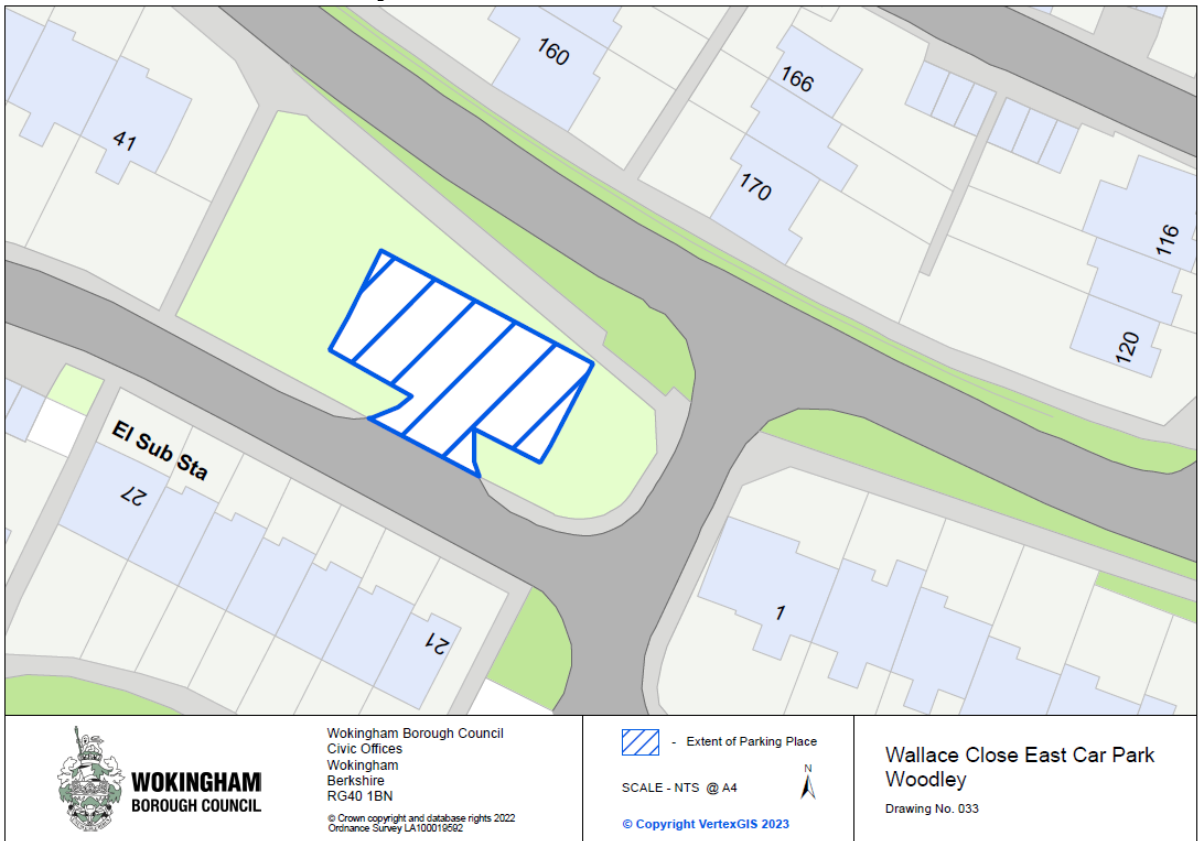 160
166
41
170
116
120
El Sub Sta
27
21
1
WOKINGHAM
BOROUGH COUNCIL
Wokingham Borough Council
Civic Offices
Wokingham
Berkshire
RG40 1BN
© Crown copyright and database rights 2022
Ordnance Survey LA100019592
- Extent of Parking Place
SCALE - NTS @ A4
N
© Copyright VertexGIS 2023
Wallace Close East Car Park
Woodley
Drawing No. 033